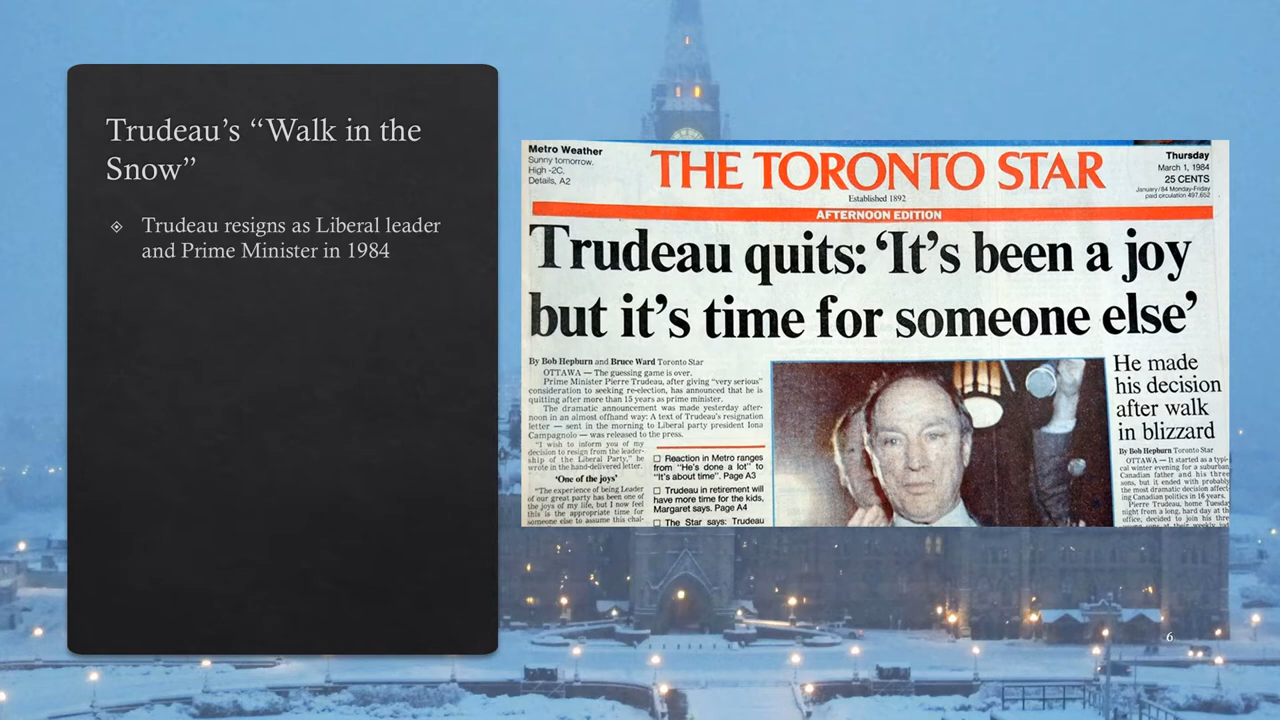 Trudeau’s “Walk in the
Snow”
Trudeau resigns as Liberal leader
and Prime Minister in 1984
Metro Weather
Sunny tomorrow.
High -2C.
Details, A2
THE TORONTO STAR
Established 1892
Thursday
March 1, 1984
25 CENTS
January/84 Monday-Friday
paid circulation 497,652
AFTERNOON EDITION
Trudeau quits: ‘It’s been a joy
but it’s time for someone else’
By Bob Hepburn and Bruce Ward Toronto Star
OTTAWA — The guessing game is over.
Prime Minister Pierre Trudeau, after giving “very serious”
consideration to seeking re-election, has announced that he is
quitting after more than 15 years as prime minister.
The dramatic announcement was made yesterday after-
noon in an almost offhand way: A text of Trudeau’s resignation
letter — sent in the morning to Liberal party president Iona
Campagnolo — was released to the press.
“I wish to inform you of my
decision to resign from the leader-
ship of the Liberal Party,” he
wrote in the hand-delivered letter.
‘One of the joys’
“The experience of being Leader
of our great party has been one of
the joys of my life, but I now feel
this is the appropriate time for
someone else to assume this chal-
☐ Reaction in Metro ranges
from “He’s done a lot” to
“It’s about time”. Page A3
☐ Trudeau in retirement will
have more time for the kids,
Margaret says. Page A4
☐ The Star says: Trudeau
He made
his decision
after walk
in blizzard
By Bob Hepburn Toronto Star
OTTAWA — It started as a typi-
cal winter evening for a suburban
Canadian father and his three
sons, but it ended with probably
the most dramatic decision affect-
ing Canadian politics in 16 years.
Pierre Trudeau, home Tuesday
night from a long, hard day at the
office, decided to join his three
6